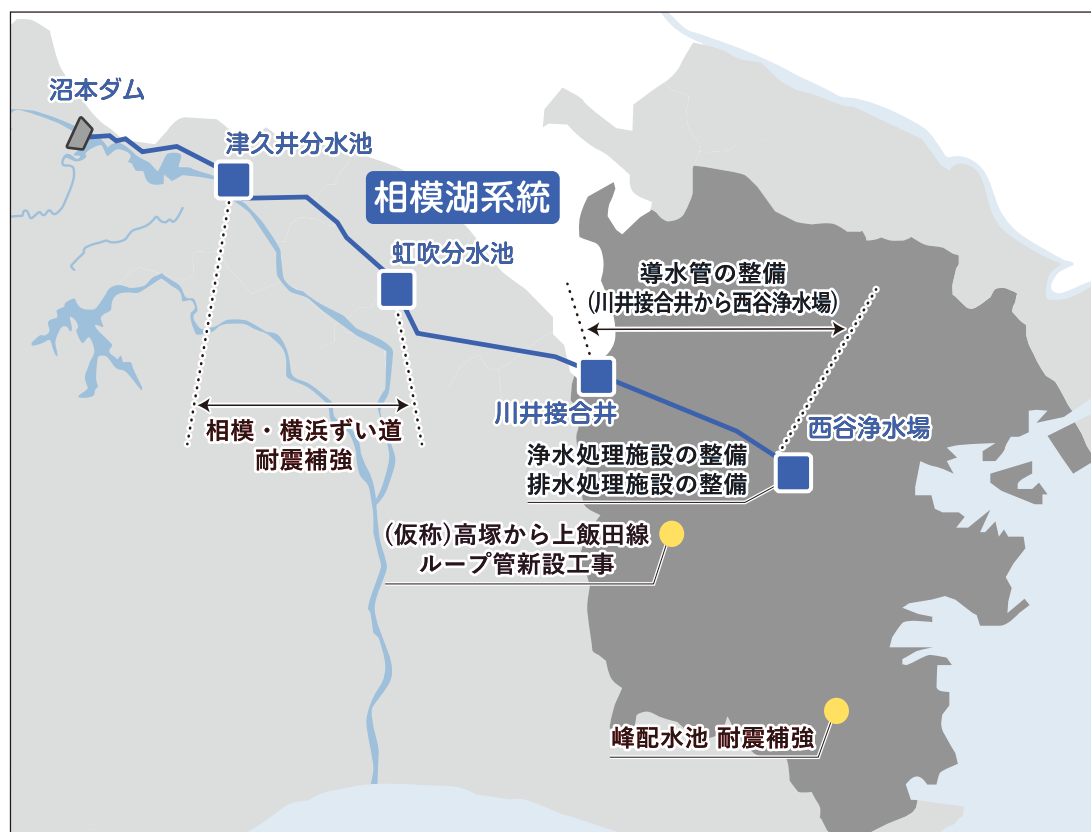 沼本ダム
津久井分水池
相模湖系統
虹吹分水池
導水管の整備
(川井接合井から西谷浄水場)
川井接合井
西谷浄水場
相模・横浜ずい道
耐震補強
浄水処理施設の整備
排水処理施設の整備
(仮称)高塚から上飯田線
ループ管新設工事
峰配水池 耐震補強